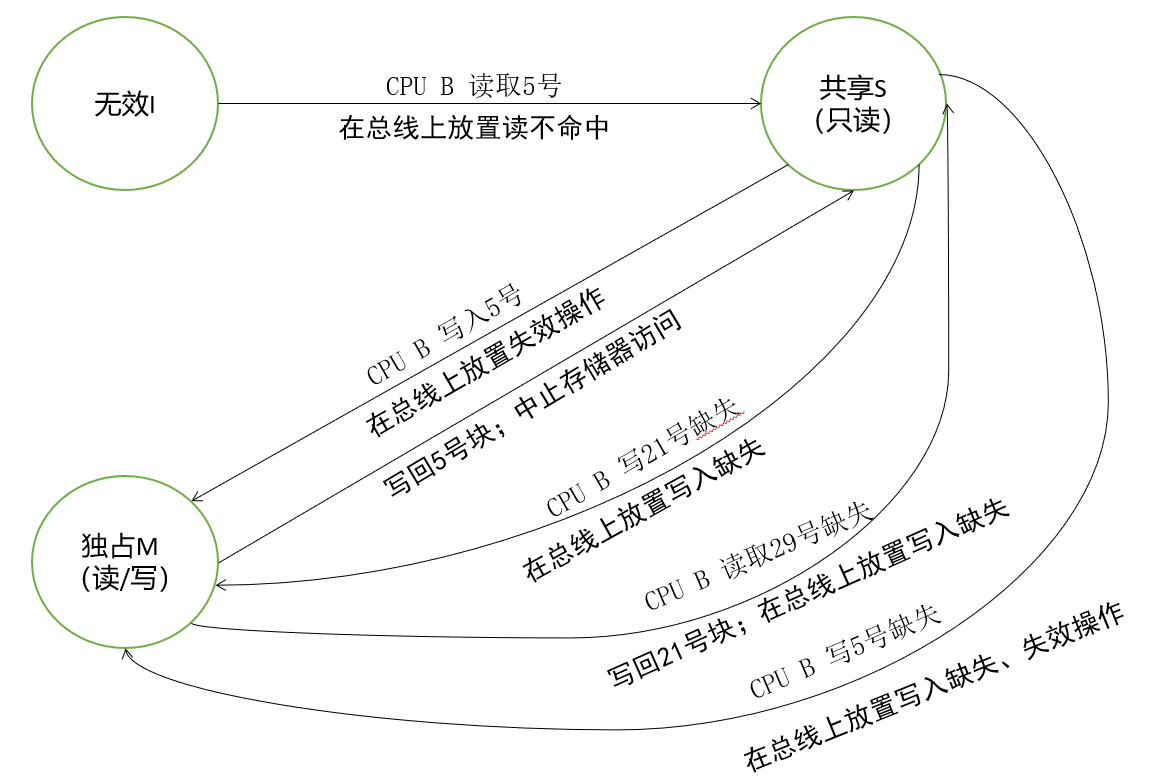 无效I
CPU B 读取5号
在总线上放置读不命中
共享S
（只读）
CPU B 写入5号
在总线上放置失效操作
写回5号块；中止存储器访问
CPU B 写21号缺失
在总线上放置写入缺失
独占M
（读/写）
CPU B 读取29号缺失
写回21号块；在总线上放置写入缺失
CPU B 写5号缺失
在总线上放置写入缺失、失效操作